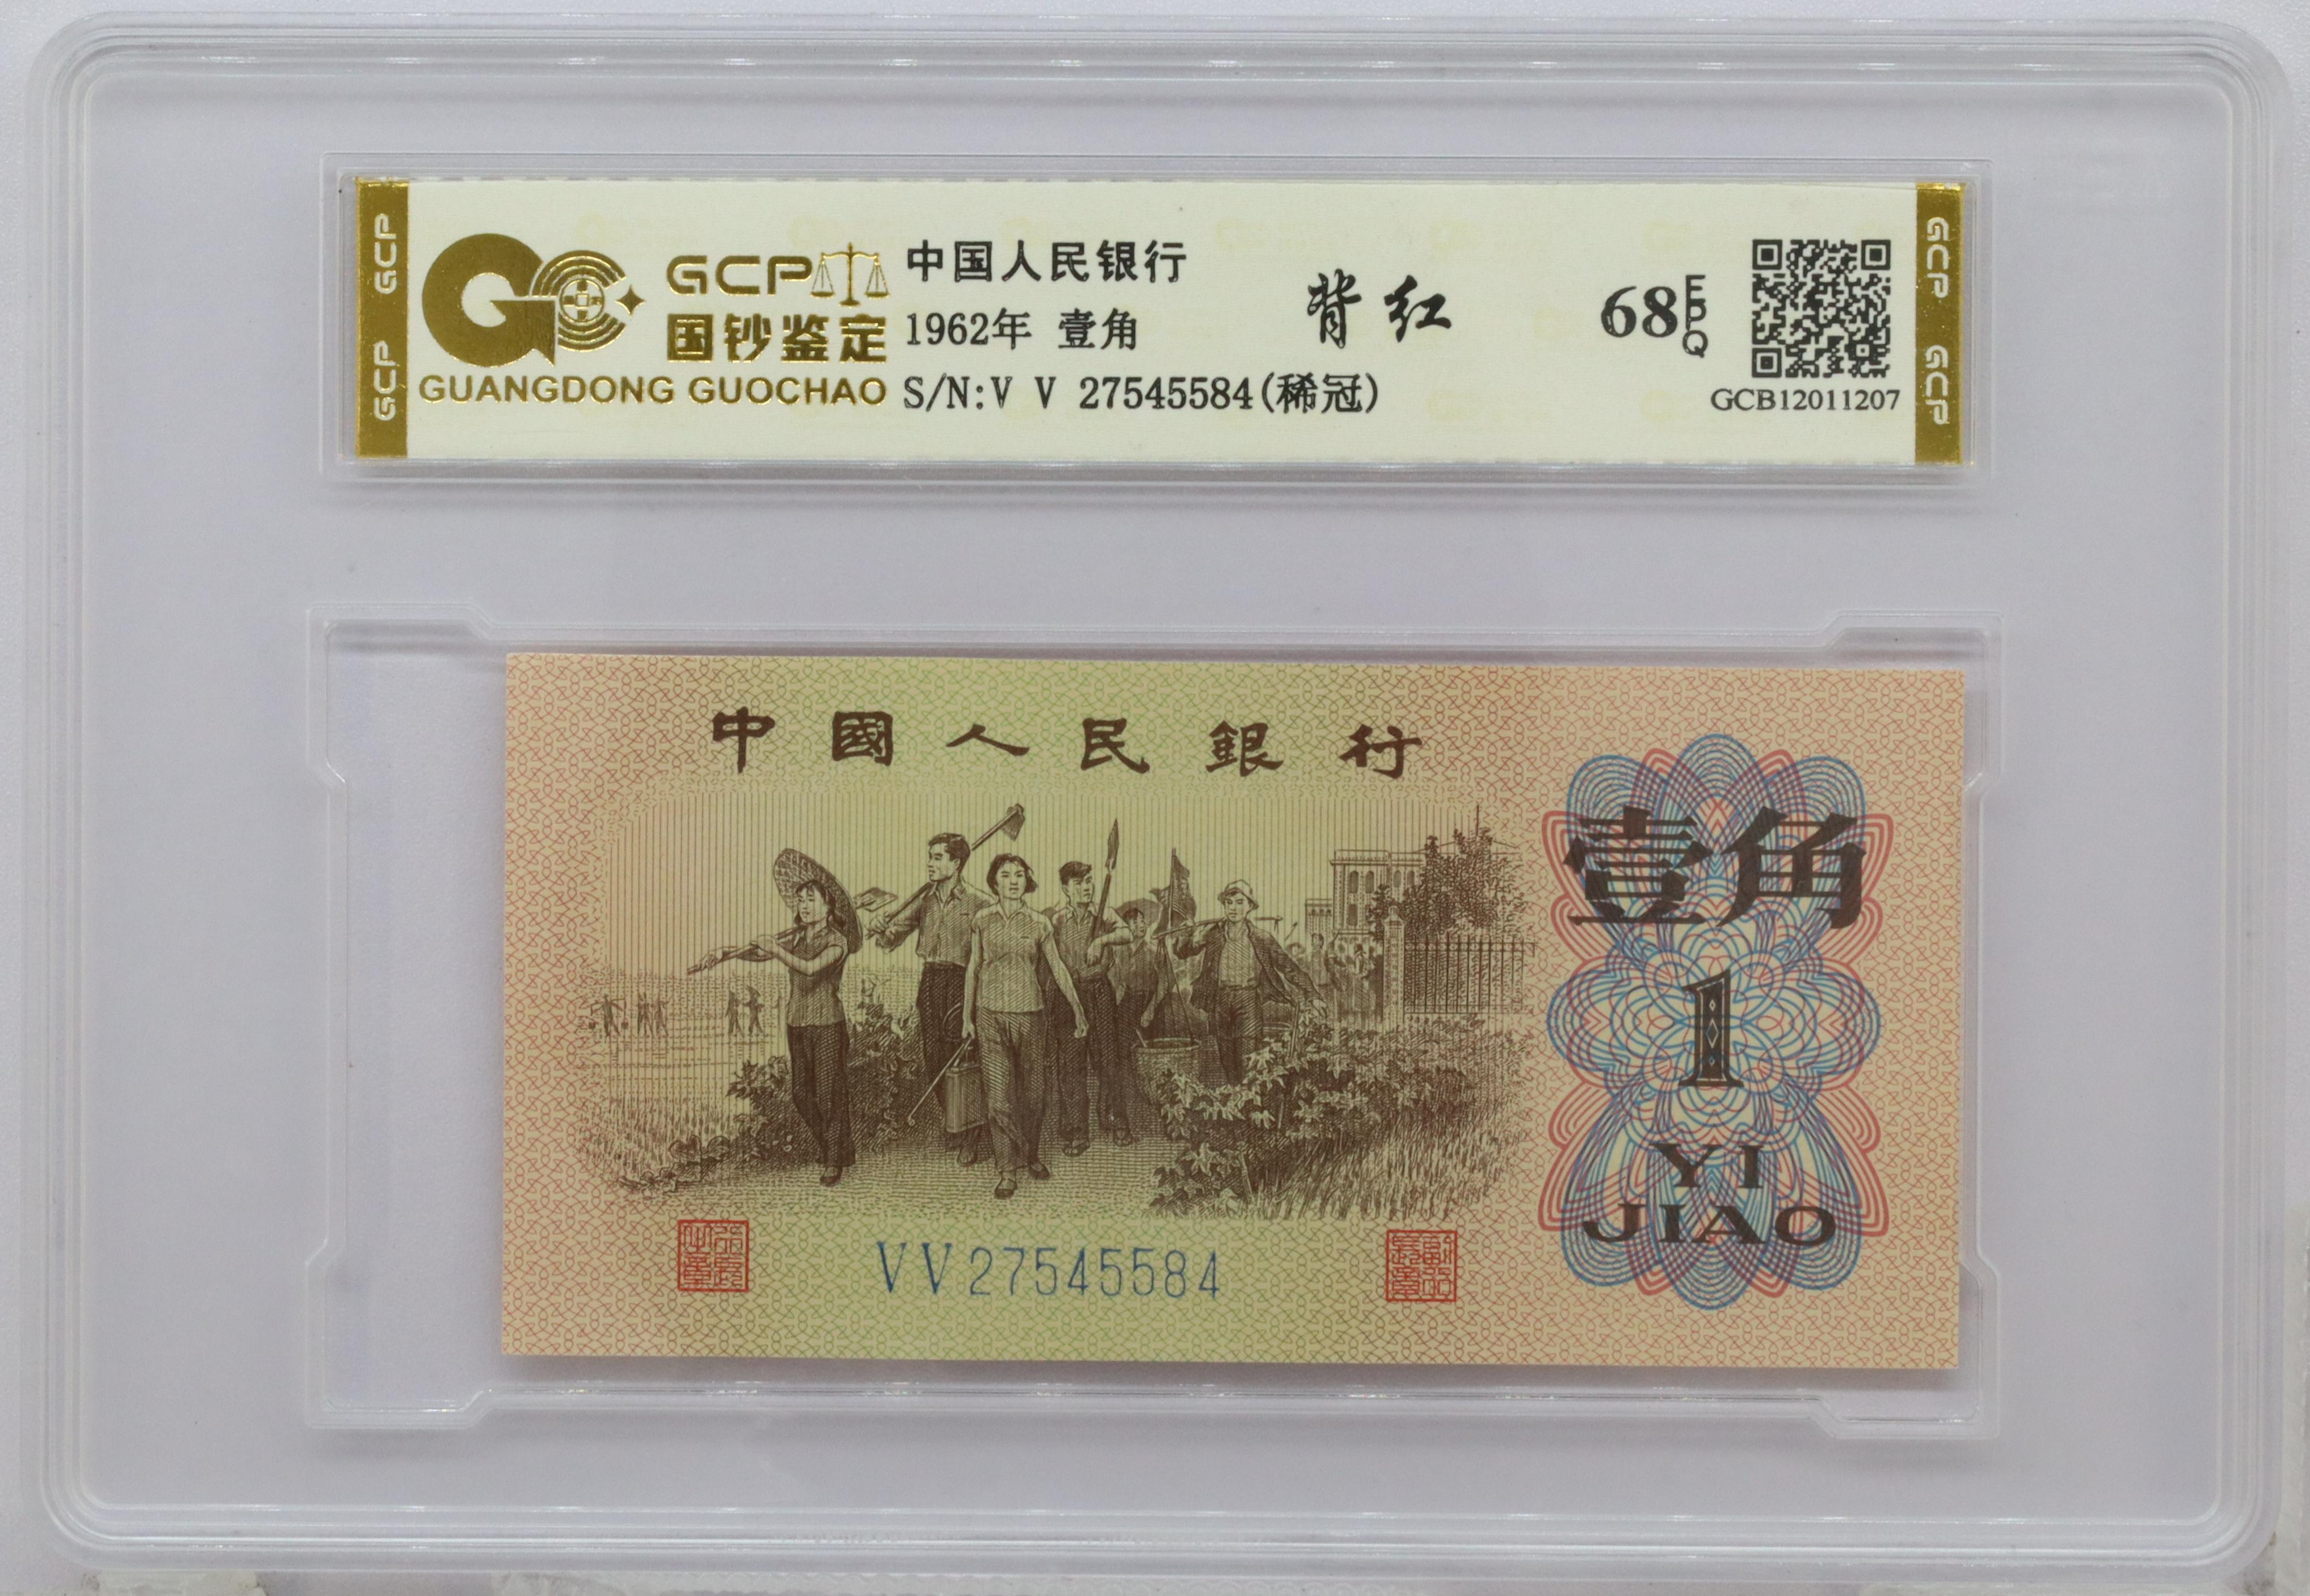 GCP
GCP
GCP
国钞鉴定
GUANGDONG GUOCHAO
中国人民银行
1962年 壹角
S/N:V V 27545584(稀冠)
背红
68
EPQ
GCB12011207
GCP
GCP
中國人民銀行
壹角
1
YI
JIAO
VV27545584